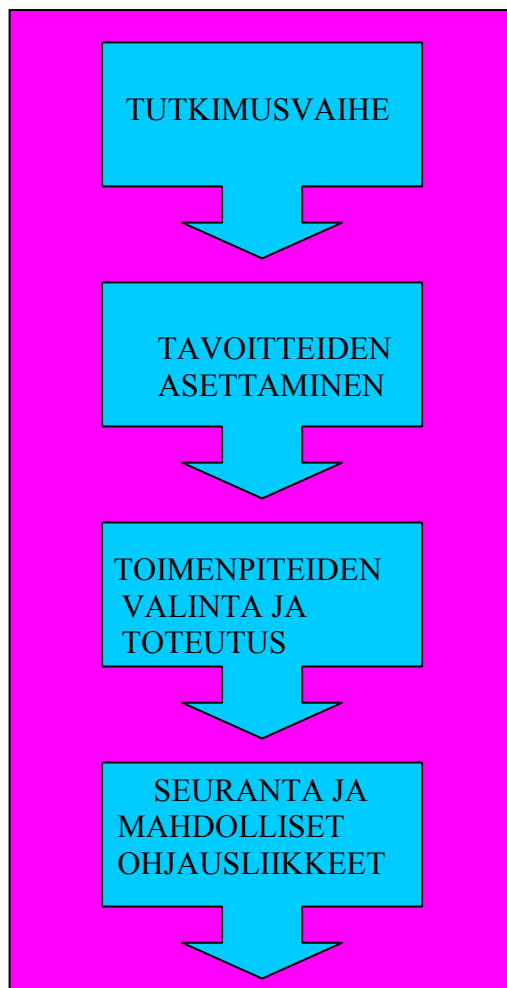 TUTKIMUSVAIHE
TAVOITTEIDEN
ASETTAMINEN
TOIMENPITEIDEN
VALINTA JA
TOTEUTUS
SEURANTA JA
MAHDOLLISET
OHJAUSLIIKKEET